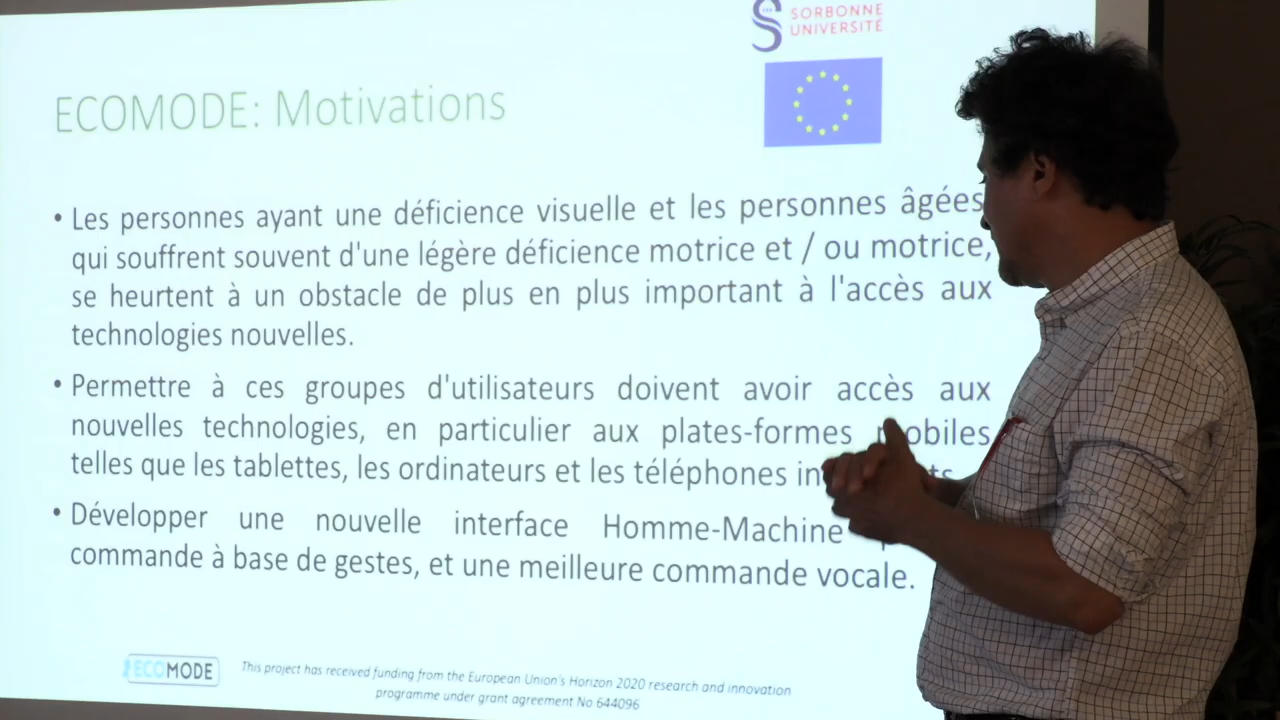 SORBONNE
UNIVERSITÉ
ECOMODE: Motivations
• Les personnes ayant une déficience visuelle et les personnes âgées
qui souffrent souvent d'une légère déficience motrice et / ou motrice,
se heurtent à un obstacle de plus en plus important à l'accès aux
technologies nouvelles.
• Permettre à ces groupes d'utilisateurs doivent avoir accès aux
nouvelles technologies, en particulier aux plates-formes mobiles
telles que les tablettes, les ordinateurs et les téléphones
• Développer une nouvelle interface Homme-Machine
commande à base de gestes, et une meilleure commande vocale.
ECOMODE
This project has received funding from the European Union's Horizon 2020 research and innovation
programme under grant agreement No 644096